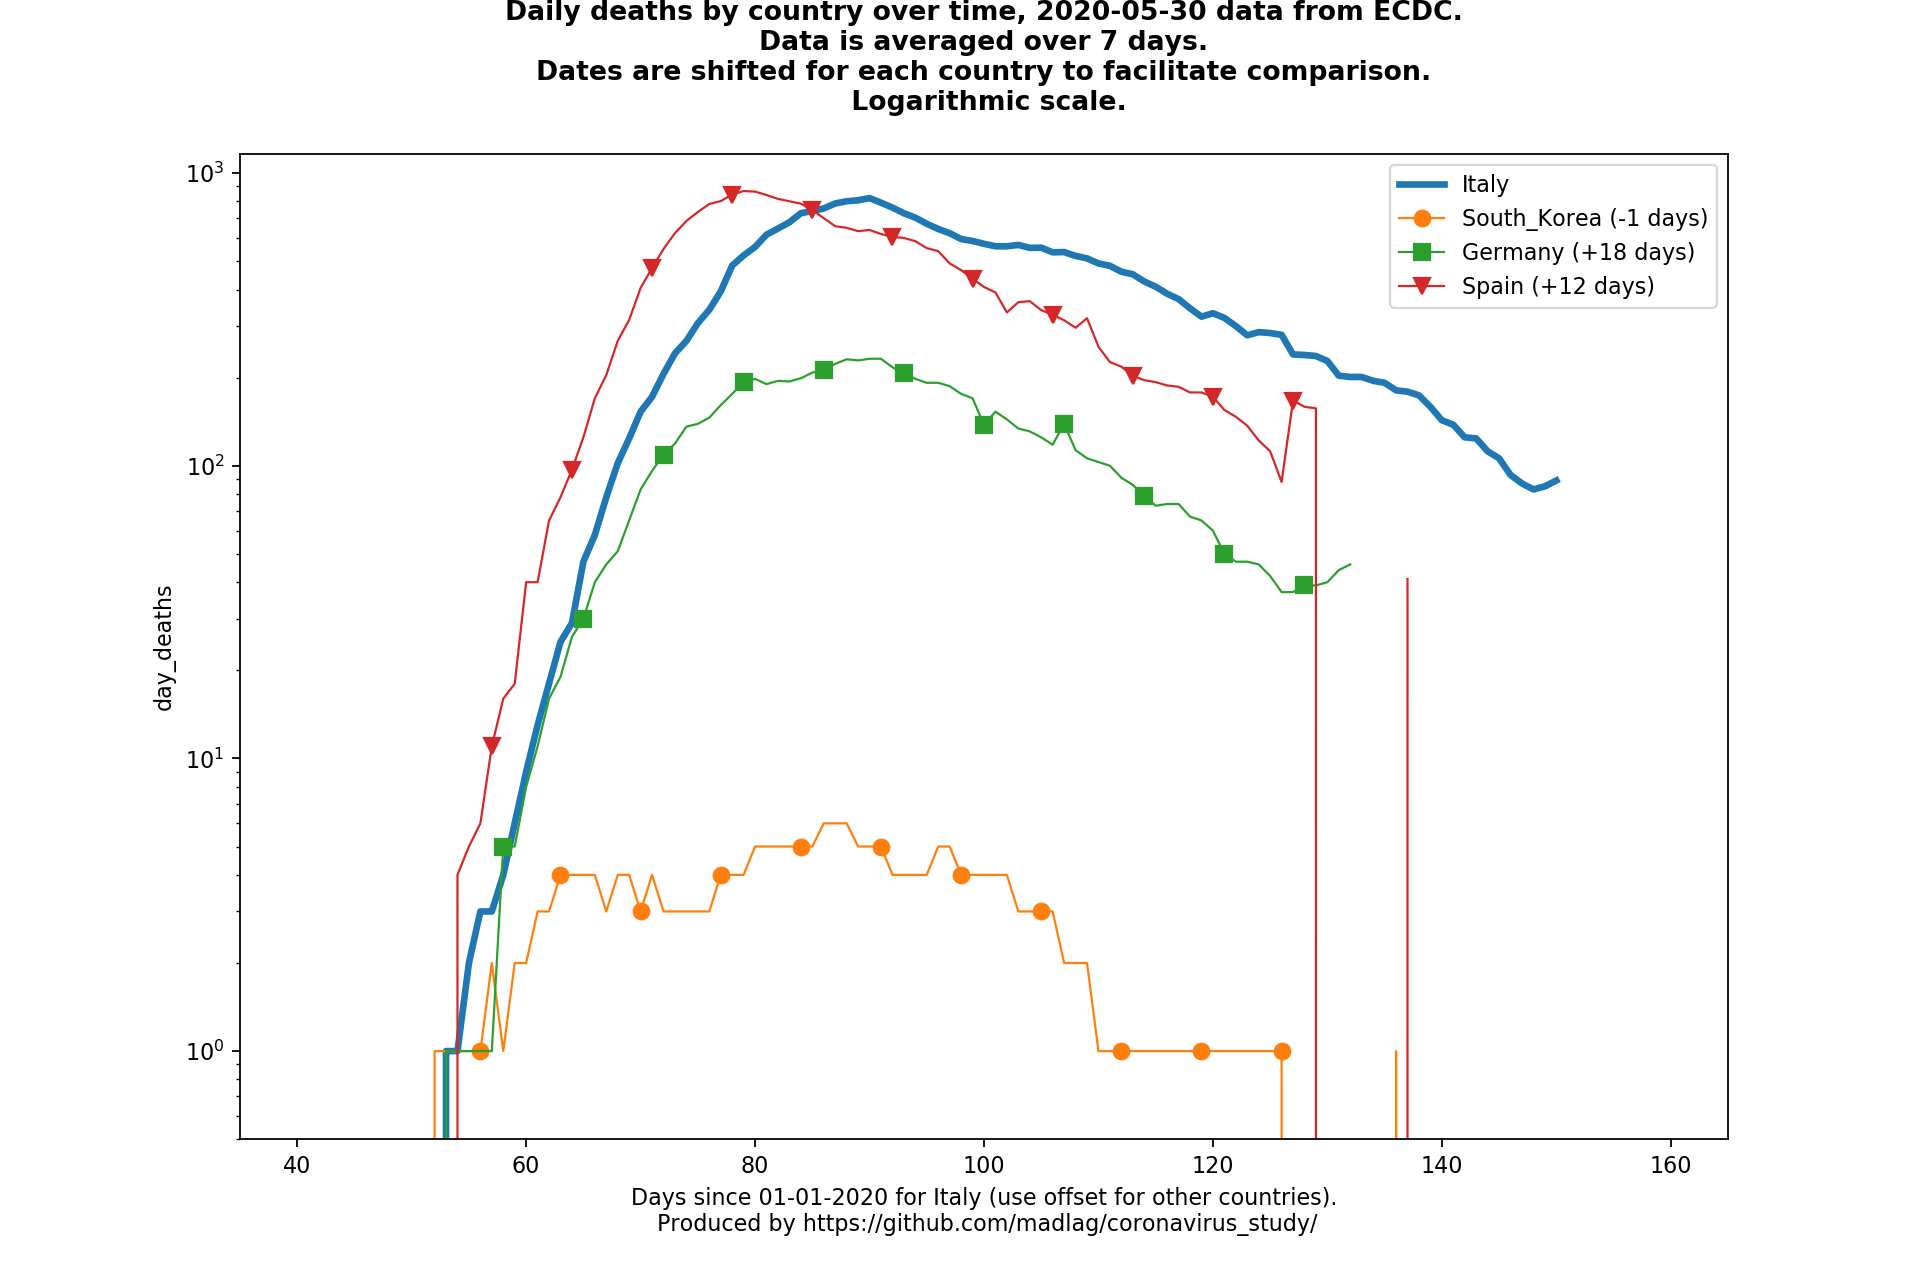 Daily deaths by country over time, 2020-05-30 data from ECDC.
Data is averaged over 7 days.
Dates are shifted for each country to facilitate comparison.
Logarithmic scale.
10³
10²
10¹
10⁰
day_deaths
Italy
South_Korea (-1 days)
Germany (+18 days)
Spain (+12 days)
40 60 80 100 120 140 160
Days since 01-01-2020 for Italy (use offset for other countries).
Produced by https://github.com/madlag/coronavirus_study/